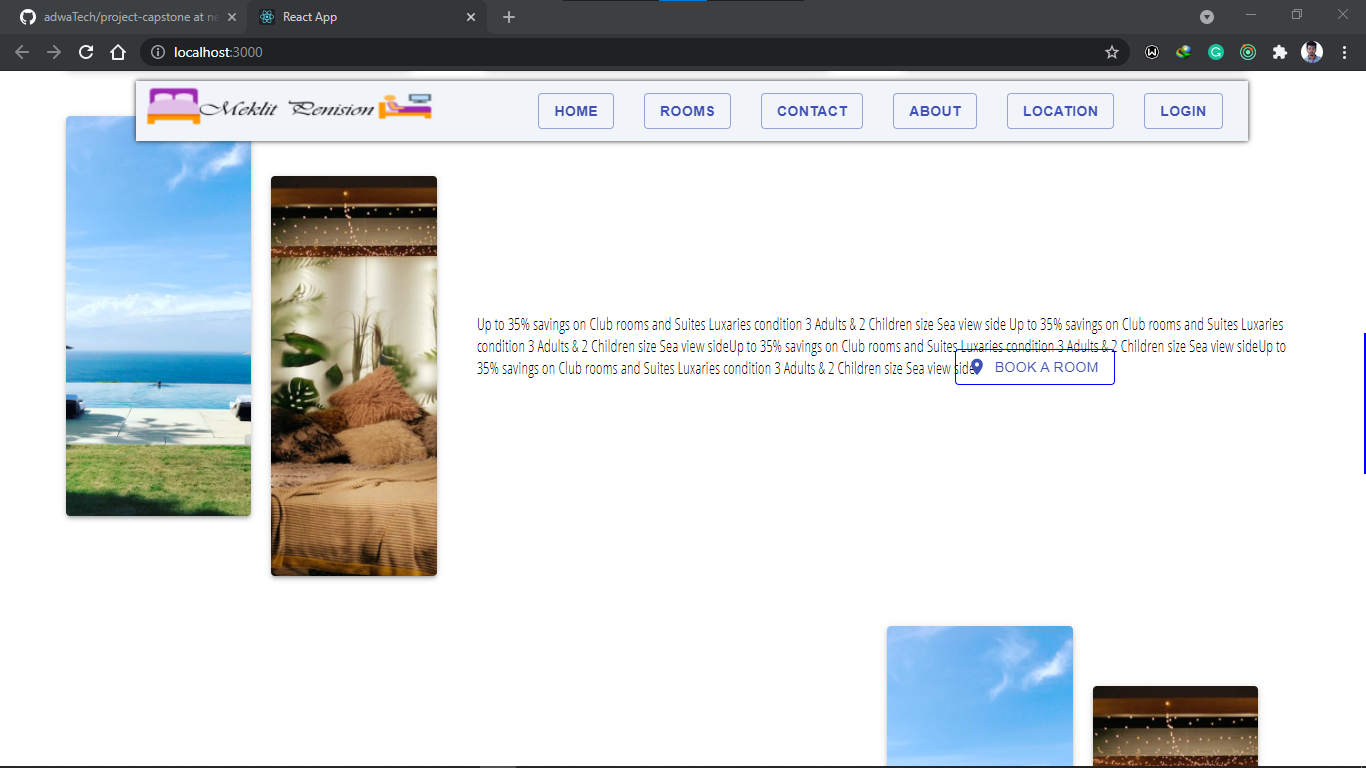 adwaTech/project-capstone at ne
React App
localhost:3000
Meklit Penision
HOME
ROOMS
CONTACT
ABOUT
LOCATION
LOGIN
Up to 35% savings on Club rooms and Suites Luxaries condition 3 Adults & 2 Children size Sea view side Up to 35% savings on Club rooms and Suites Luxaries
condition 3 Adults & 2 Children size Sea view sideUp to 35% savings on Club rooms and Suites Luxaries condition 3 Adults & 2 Children size Sea view sideUp to
35% savings on Club rooms and Suites Luxaries condition 3 Adults & 2 Children size Sea view side
BOOK A ROOM